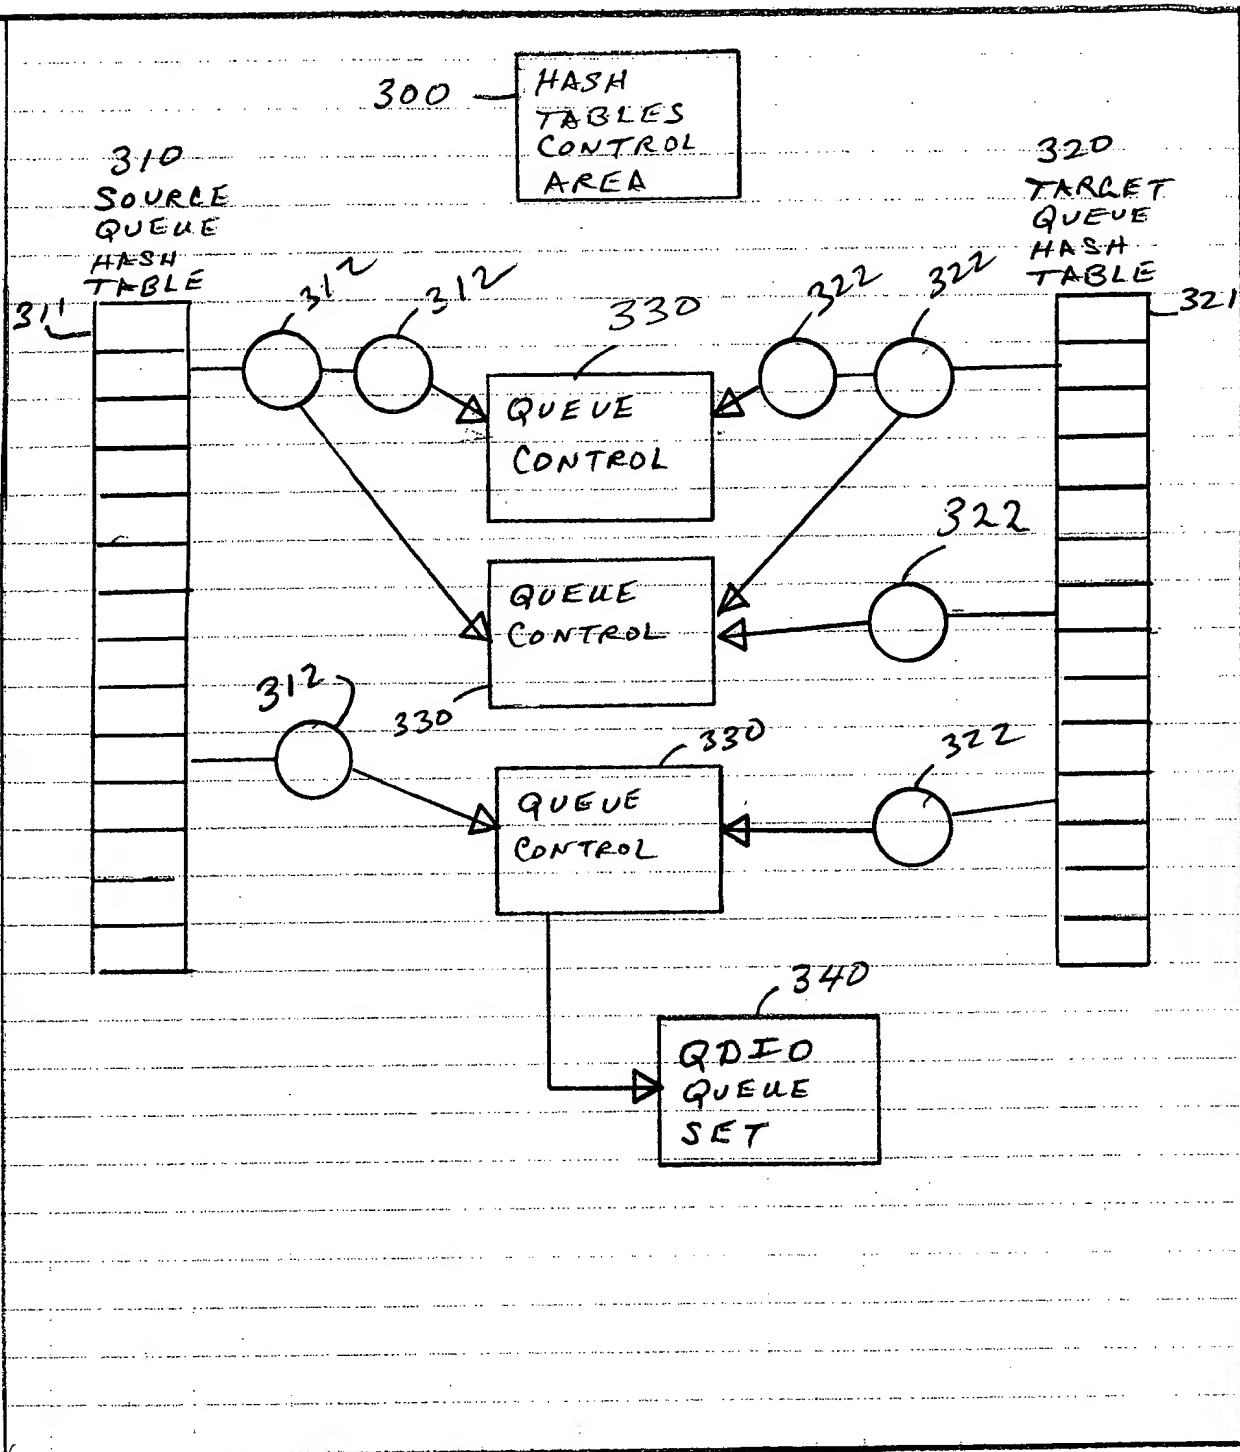 300
HASH
TABLES
CONTROL
AREA
310
SOURCE
QUEUE
HASH
TABLE
320
TARGET
QUEUE
HASH
TABLE
311
312
312
330
322
322
321
QUEUE
CONTROL
322
QUEUE
CONTROL
330
312
330
322
QUEUE
CONTROL
340
QDIO
QUEUE
SET